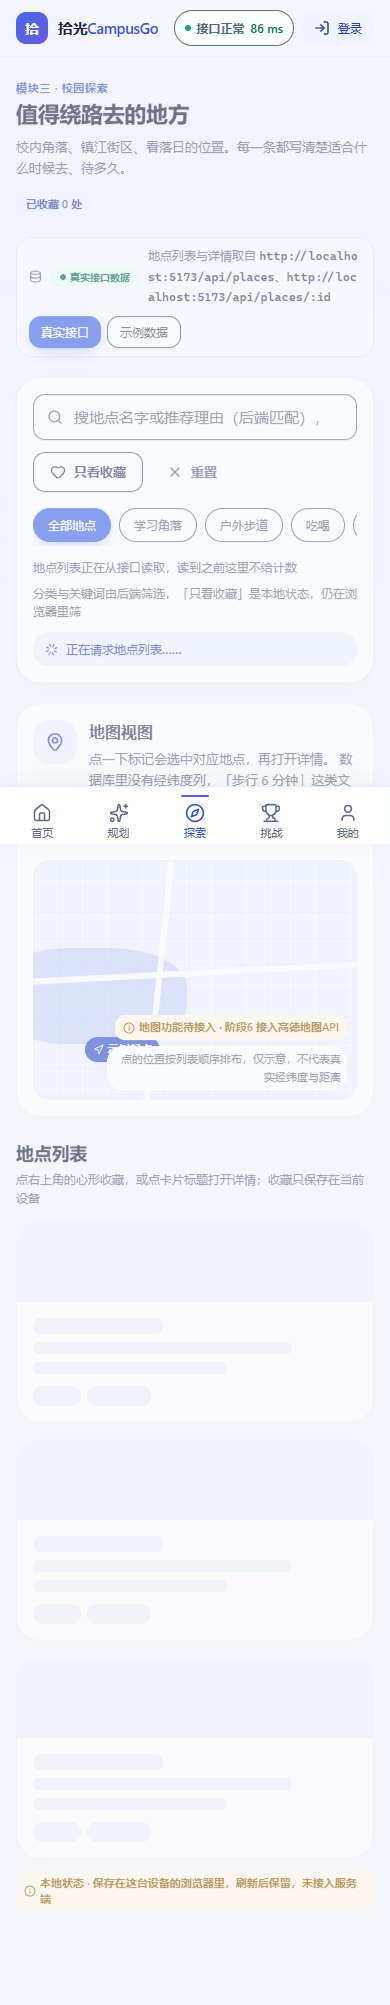 拾 拾光CampusGo 接口正常 86 ms 登录
模块三 · 校园探索
值得绕路去的地方
校内角落、镇江街区、看落日的位置。每一条都写清楚适合什
么时候去、待多久。
已收藏 0 处
真实接口数据
地点列表与详情取自 http://localho
st:5173/api/places、http://loc
alhost:5173/api/places/:id
真实接口 示例数据
搜地点名字或推荐理由（后端匹配），
只看收藏 重置
全部地点 学习角落 户外步道 吃喝
地点列表正在从接口读取，读到之前这里不给计数
分类与关键词由后端筛选，「只看收藏」是本地状态，仍在浏
览器里筛
正在请求地点列表……
地图视图
点一下标记会选中对应地点，再打开详情。 数
据库里没有经纬度列，「步行 6 分钟」这类文
首页 规划 探索 挑战 我的
地图功能待接入 · 阶段6 接入高德地图API
点的位置按列表顺序排布，仅示意，不代表真
实经纬度与距离
地点列表
点右上角的心形收藏，或点卡片标题打开详情；收藏只保存在当前
设备
本地状态 · 保存在这台设备的浏览器里，刷新后保留，未接入服务
端